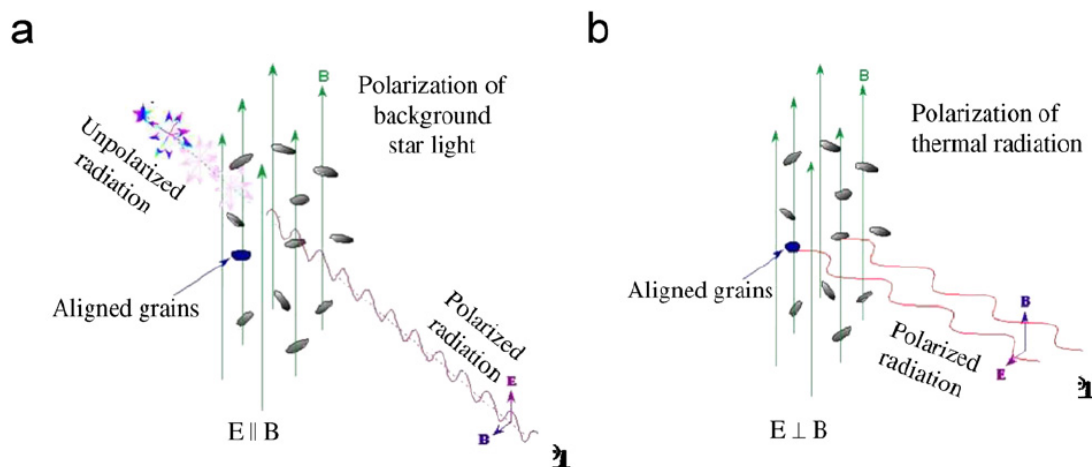 a
B
Polarization of
background
star light
Unpolarized
radiation
Aligned grains
Polarized
radiation
E
B
E || B
b
B
Polarization of
thermal radiation
Aligned grains
B
E
Polarized
radiation
E ⊥ B